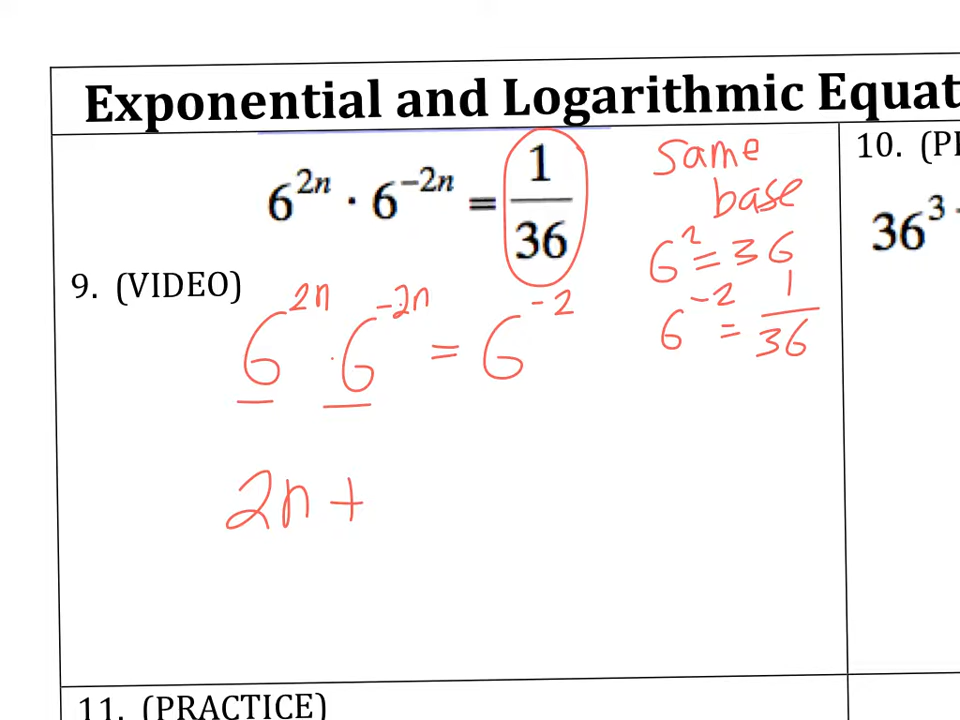 Exponential and Logarithmic Equat
6^{2n} · 6^{-2n} = 1/36
same
base
10. (P
36^3
6^2 = 36
9. (VIDEO)
6^{-2} = 1/36
6^{2n} · 6^{-2n} = 6^{-2}
2n +
11. (PRACTICE)